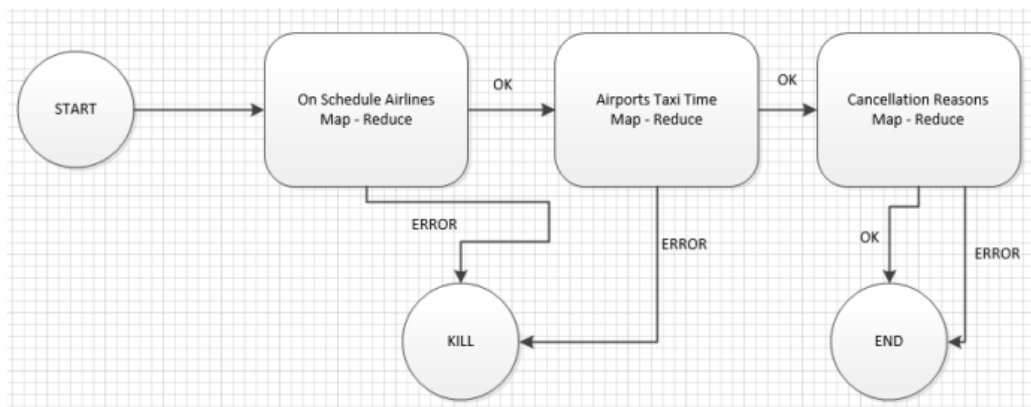 START
On Schedule Airlines
Map - Reduce
OK
Airports Taxi Time
Map - Reduce
OK
Cancellation Reasons
Map - Reduce
ERROR
ERROR
OK
ERROR
KILL
END